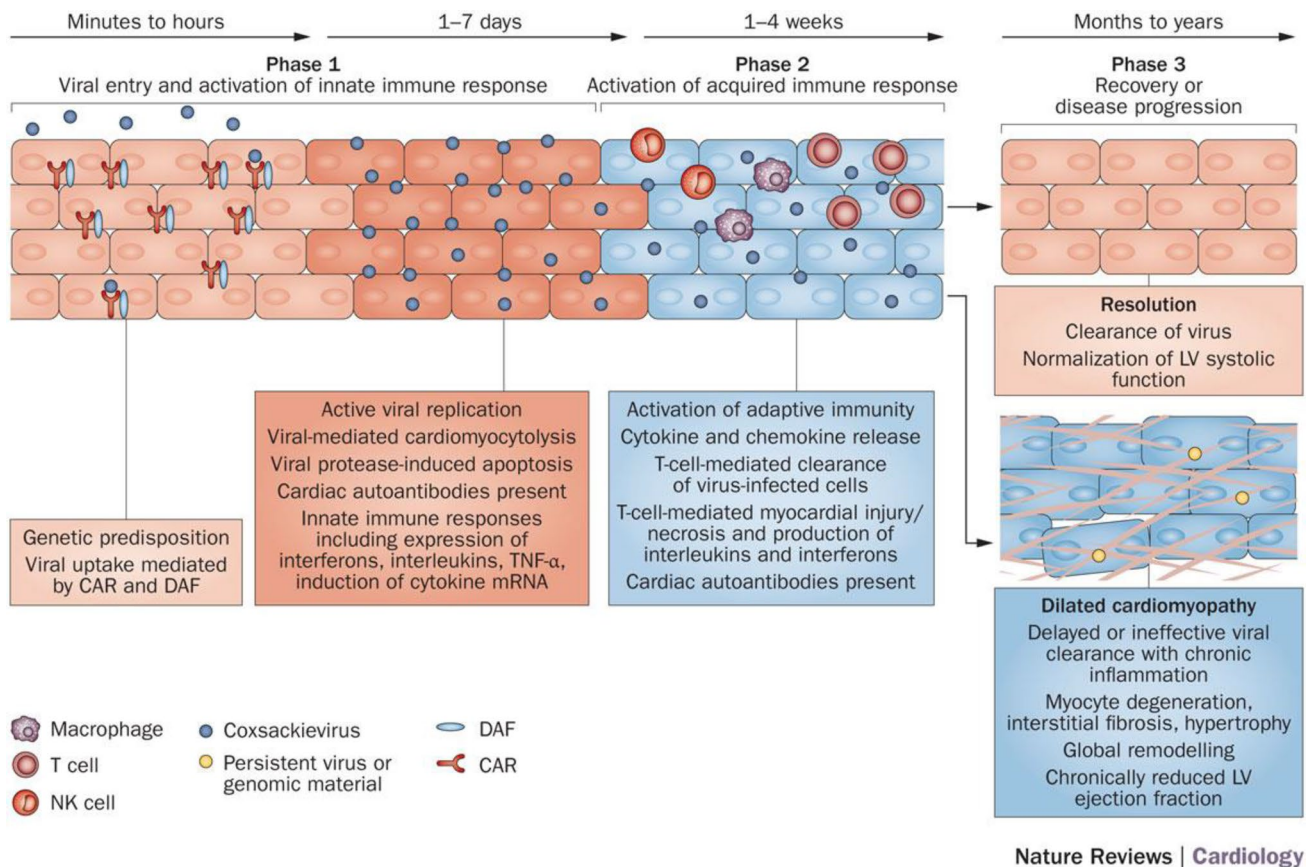 Minutes to hours
1–7 days
1–4 weeks
Months to years
Phase 1
Viral entry and activation of innate immune response
Phase 2
Activation of acquired immune response
Phase 3
Recovery or
disease progression
Resolution
Clearance of virus
Normalization of LV systolic
function
Genetic predisposition
Viral uptake mediated
by CAR and DAF
Active viral replication
Viral-mediated cardiomyocytolysis
Viral protease-induced apoptosis
Cardiac autoantibodies present
Innate immune responses
including expression of
interferons, interleukins, TNF-α,
induction of cytokine mRNA
Activation of adaptive immunity
Cytokine and chemokine release
T-cell-mediated clearance
of virus-infected cells
T-cell-mediated myocardial injury/
necrosis and production of
interleukins and interferons
Cardiac autoantibodies present
Dilated cardiomyopathy
Delayed or ineffective viral
clearance with chronic
inflammation
Myocyte degeneration,
interstitial fibrosis, hypertrophy
Global remodelling
Chronically reduced LV
ejection fraction
Macrophage
T cell
NK cell
Coxsackievirus
Persistent virus or
genomic material
DAF
CAR
Nature Reviews | Cardiology